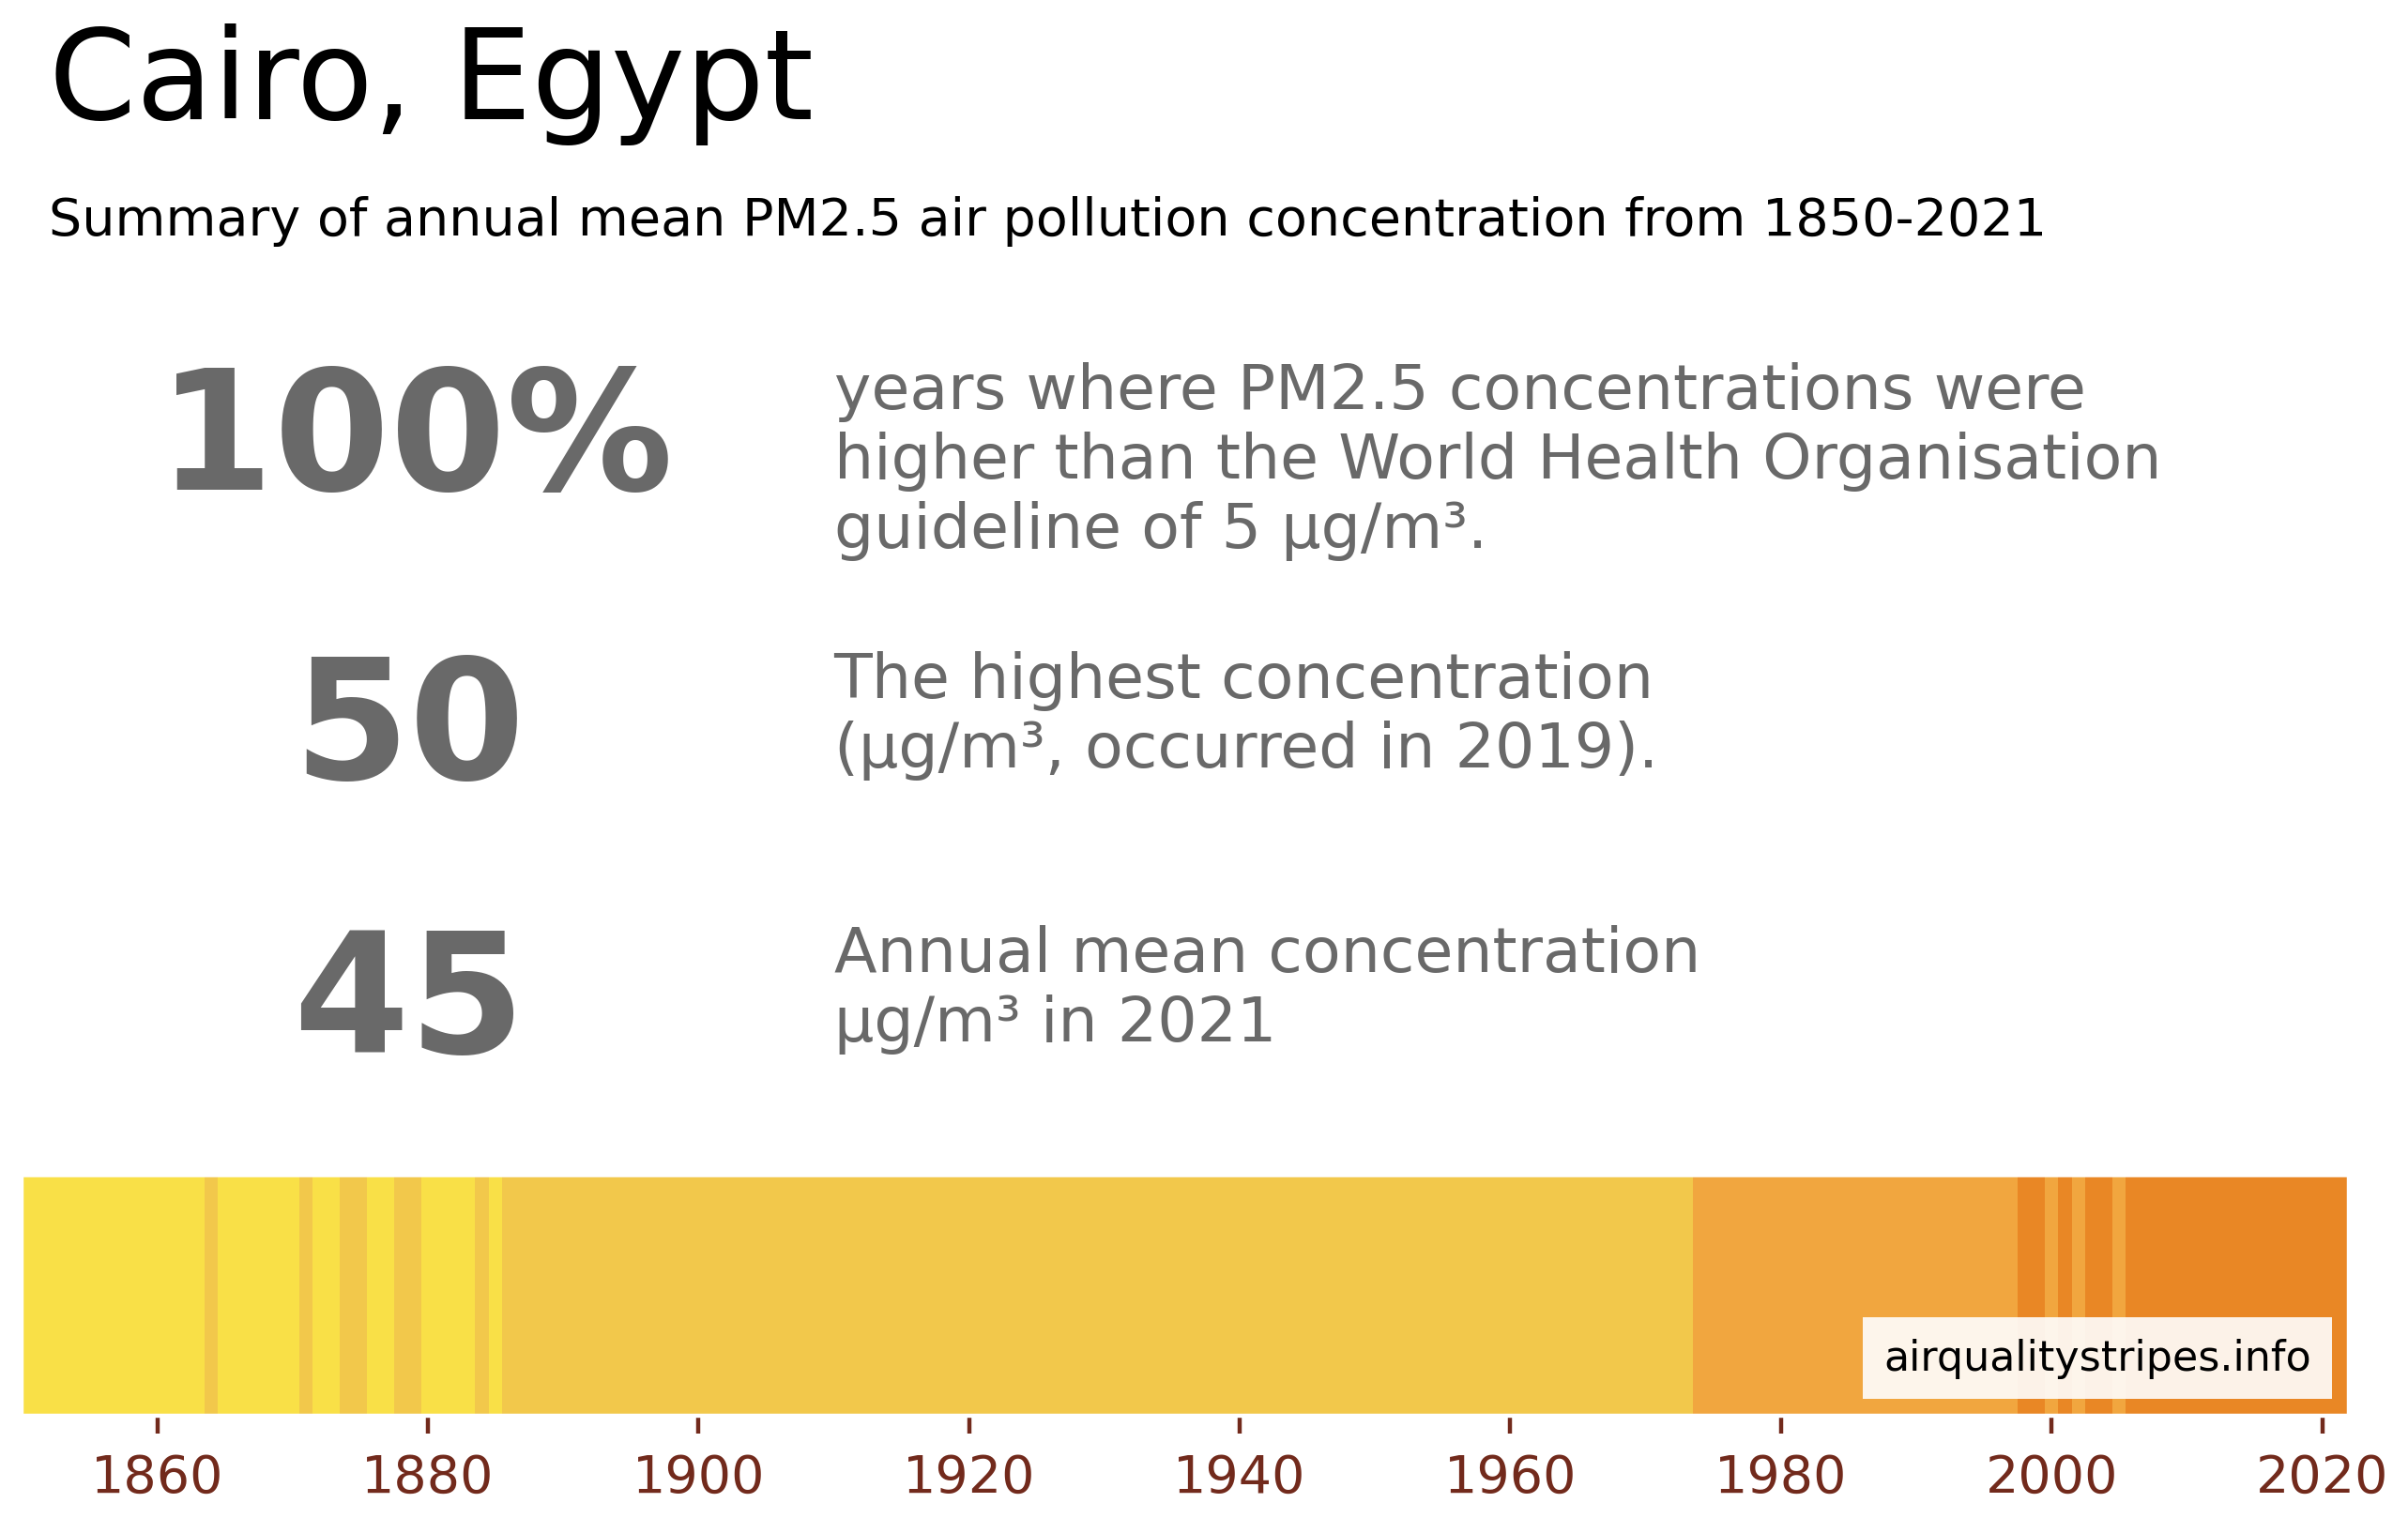 Cairo, Egypt
Summary of annual mean PM2.5 air pollution concentration from 1850-2021
100%
years where PM2.5 concentrations were
higher than the World Health Organisation
guideline of 5 µg/m³.
50
The highest concentration
(µg/m³, occurred in 2019).
45
Annual mean concentration
µg/m³ in 2021
airqualitystripes.info
1860 1880 1900 1920 1940 1960 1980 2000 2020